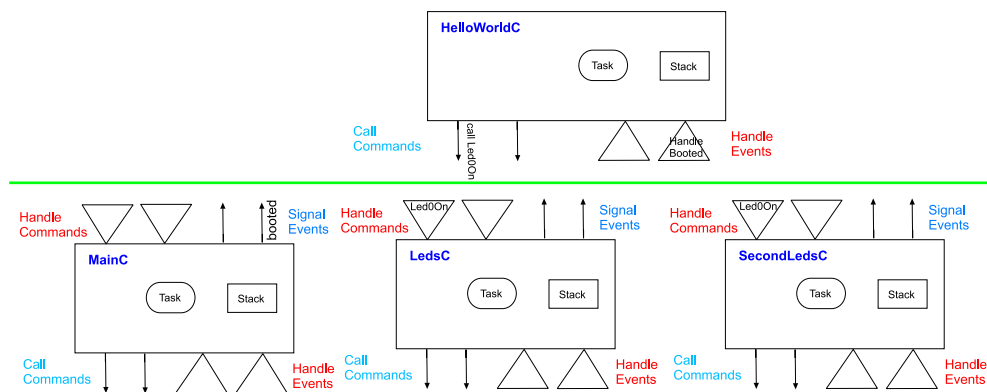 HelloWorldC
Task
Stack
Call
Commands
call Led0On
Handle
Booted
Handle
Events
Handle
Commands
booted
Signal
Events
MainC
Task
Stack
Call
Commands
Handle
Events
Handle
Commands
Led0On
Signal
Events
LedsC
Task
Stack
Call
Commands
Handle
Events
Handle
Commands
Led0On
Signal
Events
SecondLedsC
Task
Stack
Call
Commands
Handle
Events